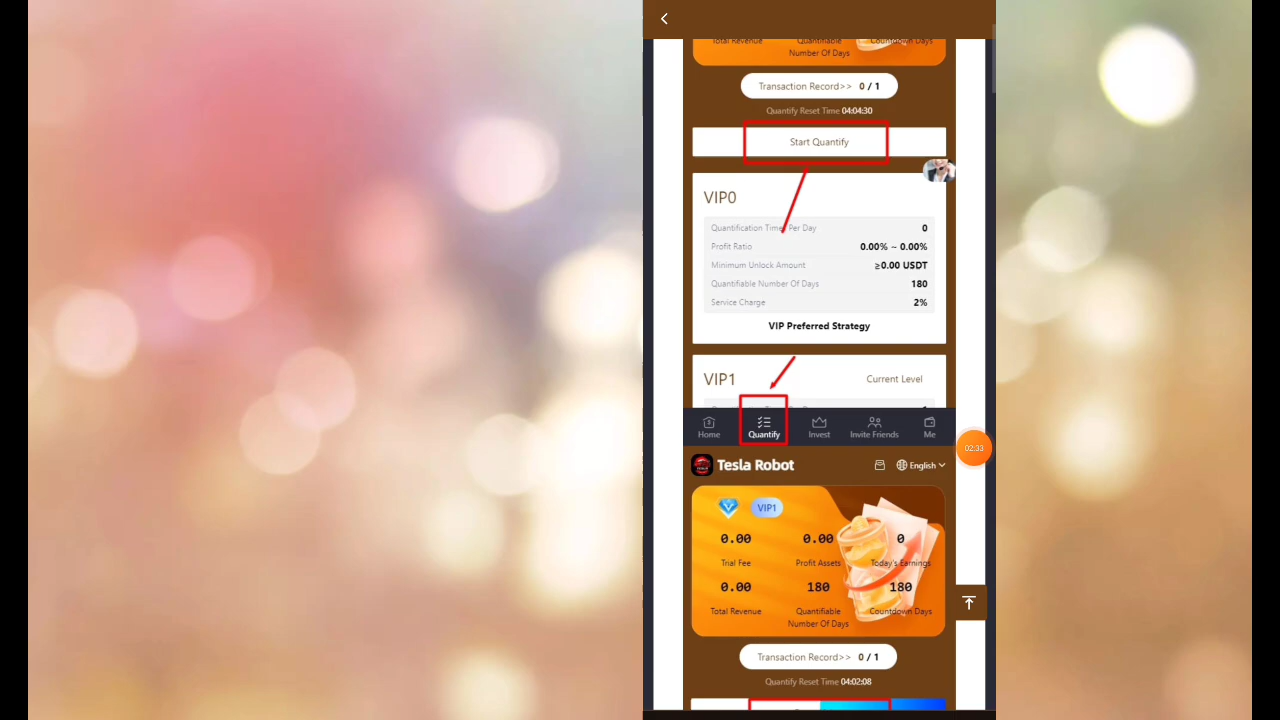 Total Revenue Quantifiable Number Of Days Countdown Days
Transaction Record>> 0 / 1
Quantify Reset Time 04:04:30
Start Quantify
VIP0
Quantification Times Per Day 0
Profit Ratio 0.00% ~ 0.00%
Minimum Unlock Amount ≥0.00 USDT
Quantifiable Number Of Days 180
Service Charge 2%
VIP Preferred Strategy
VIP1 Current Level
Home Quantify Invest Invite Friends Me
02:33
Tesla Robot English
VIP1
0.00 0.00 0
Trial Fee Profit Assets Today's Earnings
0.00 180 180
Total Revenue Quantifiable Number Of Days Countdown Days
Transaction Record>> 0 / 1
Quantify Reset Time 04:02:08